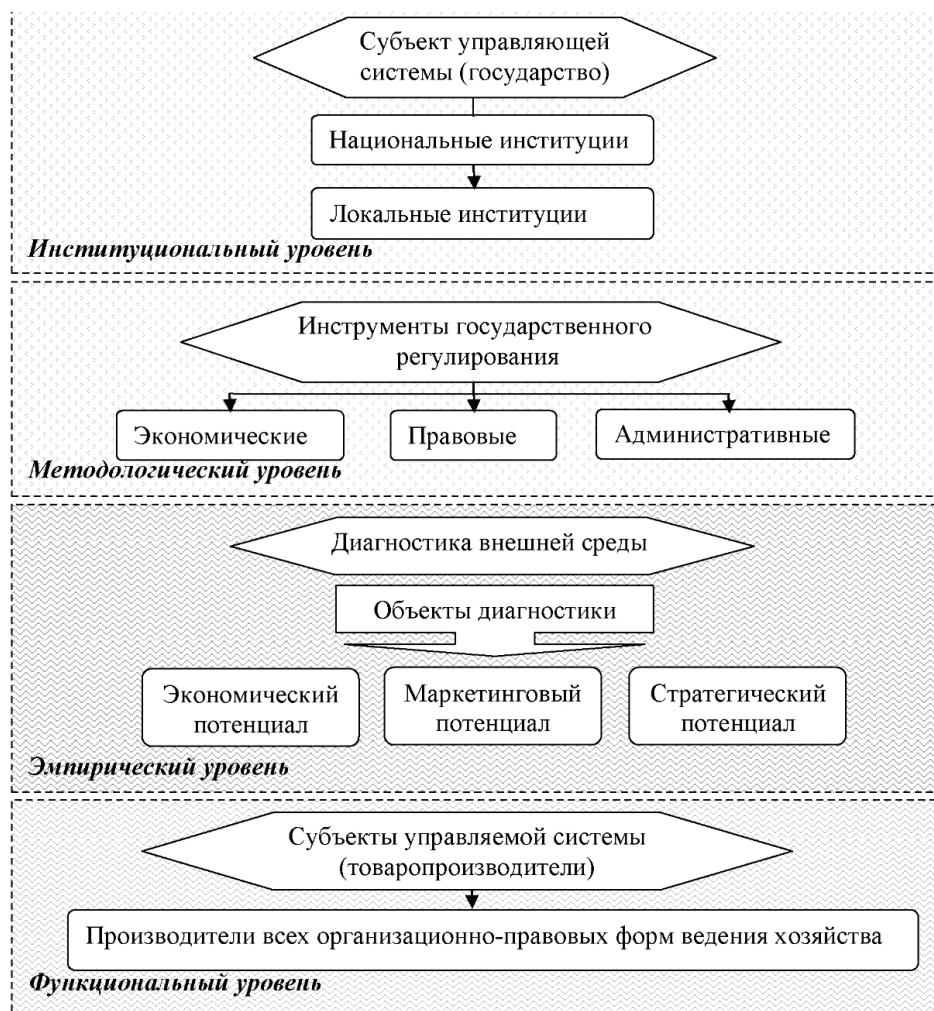 Субъект управляющей
системы (государство)
Национальные институции
Локальные институции
Институциональный уровень
Инструменты государственного
регулирования
Экономические
Правовые
Административные
Методологический уровень
Диагностика внешней среды
Объекты диагностики
Экономический
потенциал
Маркетинговый
потенциал
Стратегический
потенциал
Эмпирический уровень
Субъекты управляемой системы
(товаропроизводители)
Производители всех организационно-правовых форм ведения хозяйства
Функциональный уровень